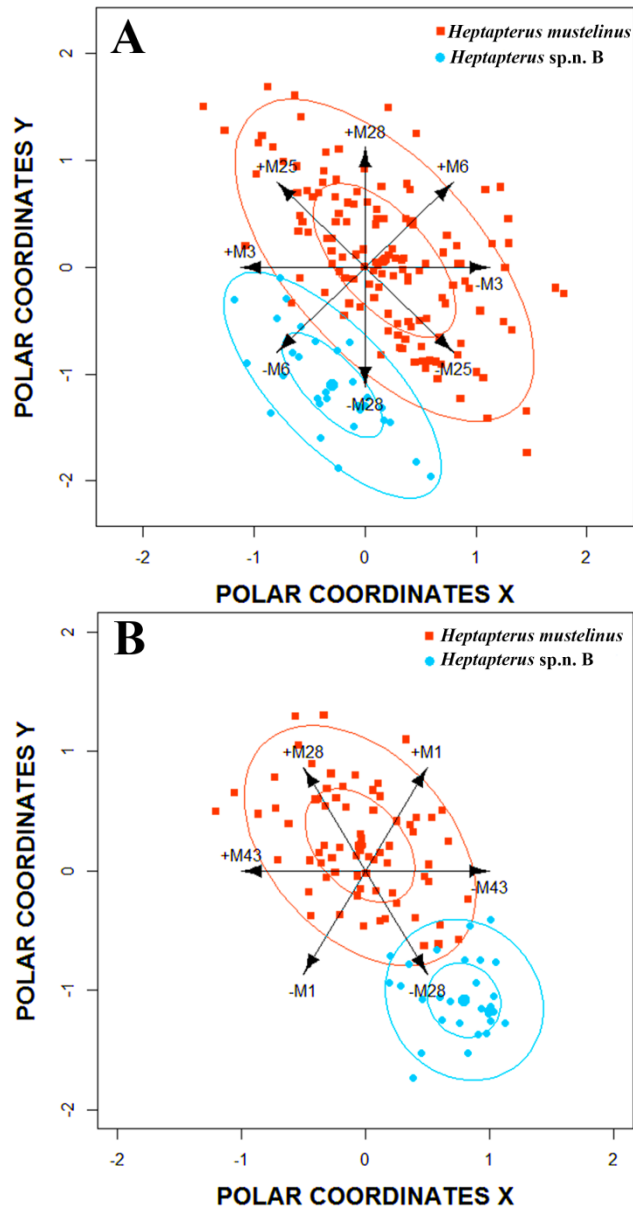 A
Heptapterus mustelinus
Heptapterus sp.n. B
2
1
0
-1
-2
POLAR COORDINATES Y
+M28
+M25
+M6
+M3
-M3
-M6
-M25
-M28
-2
-1
0
1
2
POLAR COORDINATES X
B
Heptapterus mustelinus
Heptapterus sp.n. B
2
1
0
-1
-2
POLAR COORDINATES Y
+M28
+M1
+M43
-M43
-M1
-M28
-2
-1
0
1
2
POLAR COORDINATES X